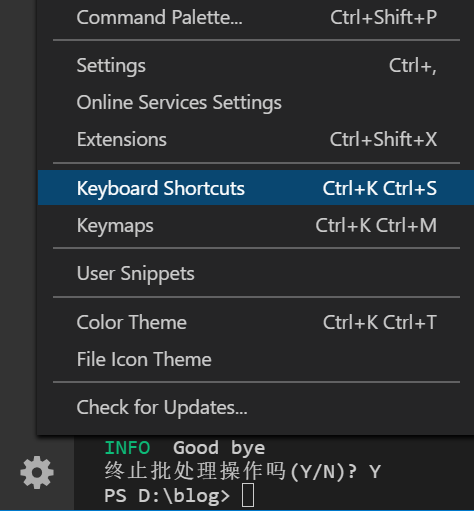 Command Palette... Ctrl+Shift+P
Settings Ctrl+,
Online Services Settings
Extensions Ctrl+Shift+X
Keyboard Shortcuts Ctrl+K Ctrl+S
Keymaps Ctrl+K Ctrl+M
User Snippets
Color Theme Ctrl+K Ctrl+T
File Icon Theme
Check for Updates...
INFO  Good bye
终止批处理操作吗(Y/N)? Y
PS D:\blog>